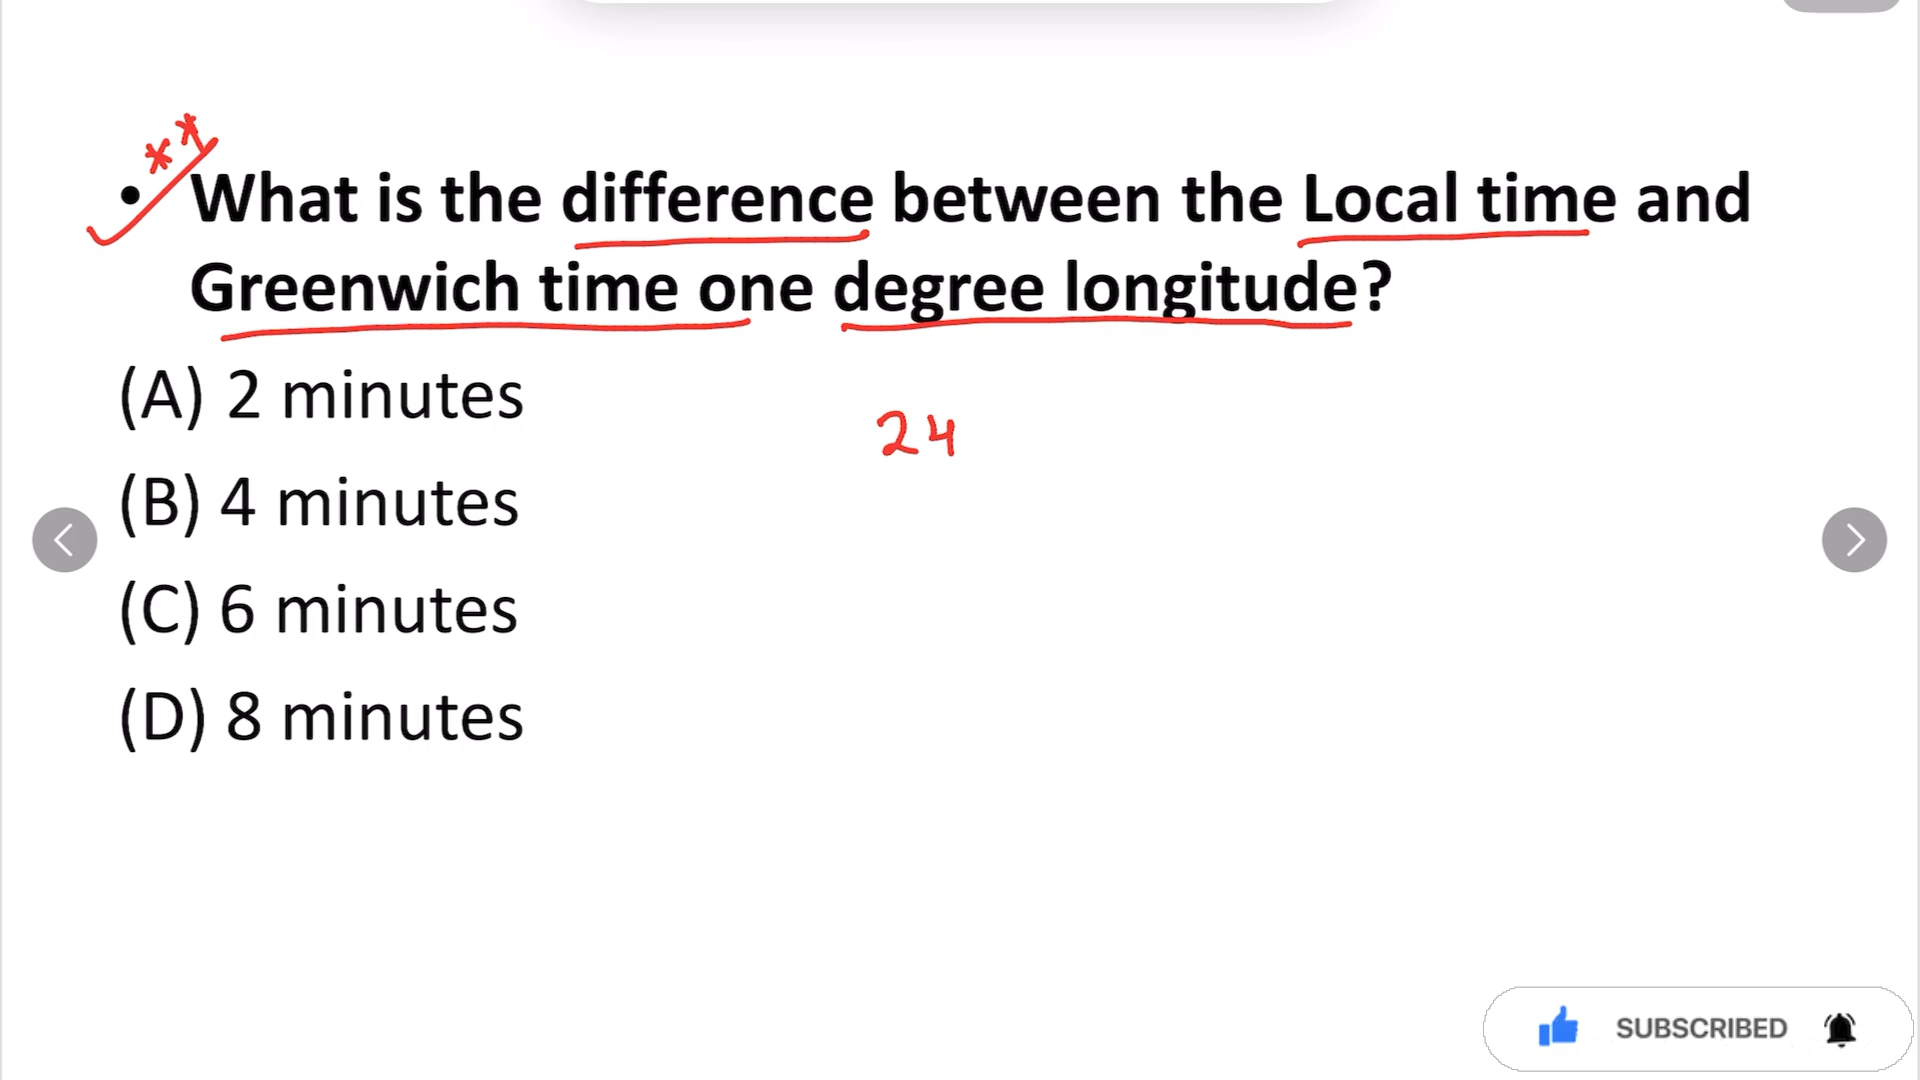 • What is the difference between the Local time and
Greenwich time one degree longitude?
(A) 2 minutes
24
(B) 4 minutes
(C) 6 minutes
(D) 8 minutes
SUBSCRIBED